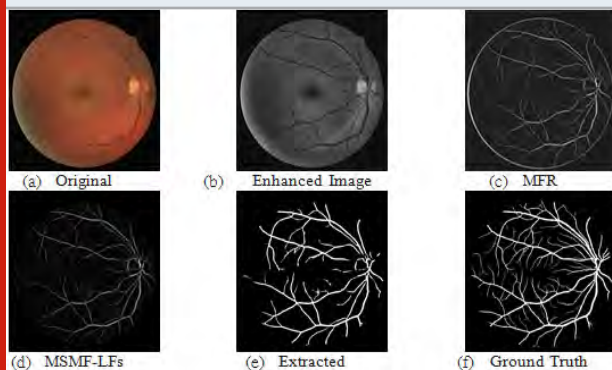 (a) Original (b) Enhanced Image (c) MFR
(d) MSMF-LFs (e) Extracted (f) Ground Truth